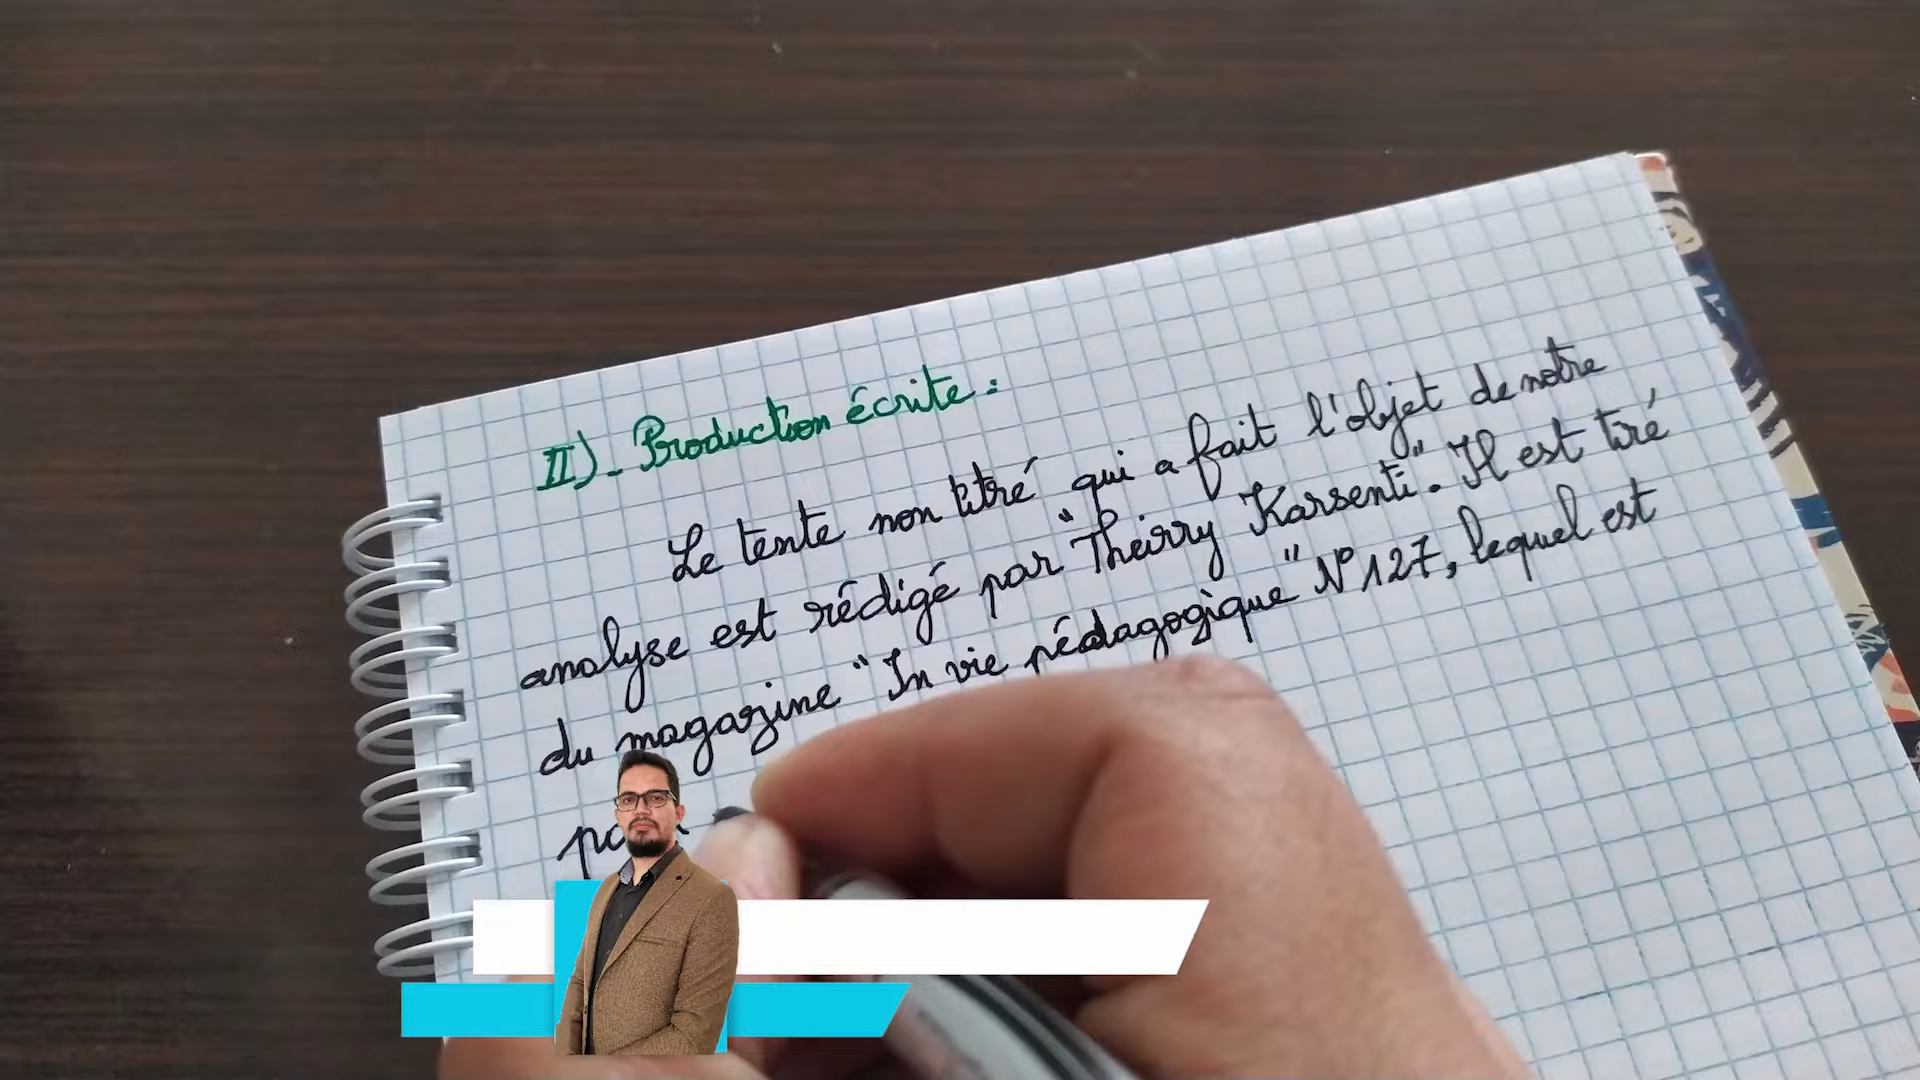 II)_ Production écrite :
Le texte non titré qui a fait l'objet de notre
analyse est rédigé par "Theirry Karsenti". Il est tiré
du magazine "In vie pédagogique" N° 127, lequel est